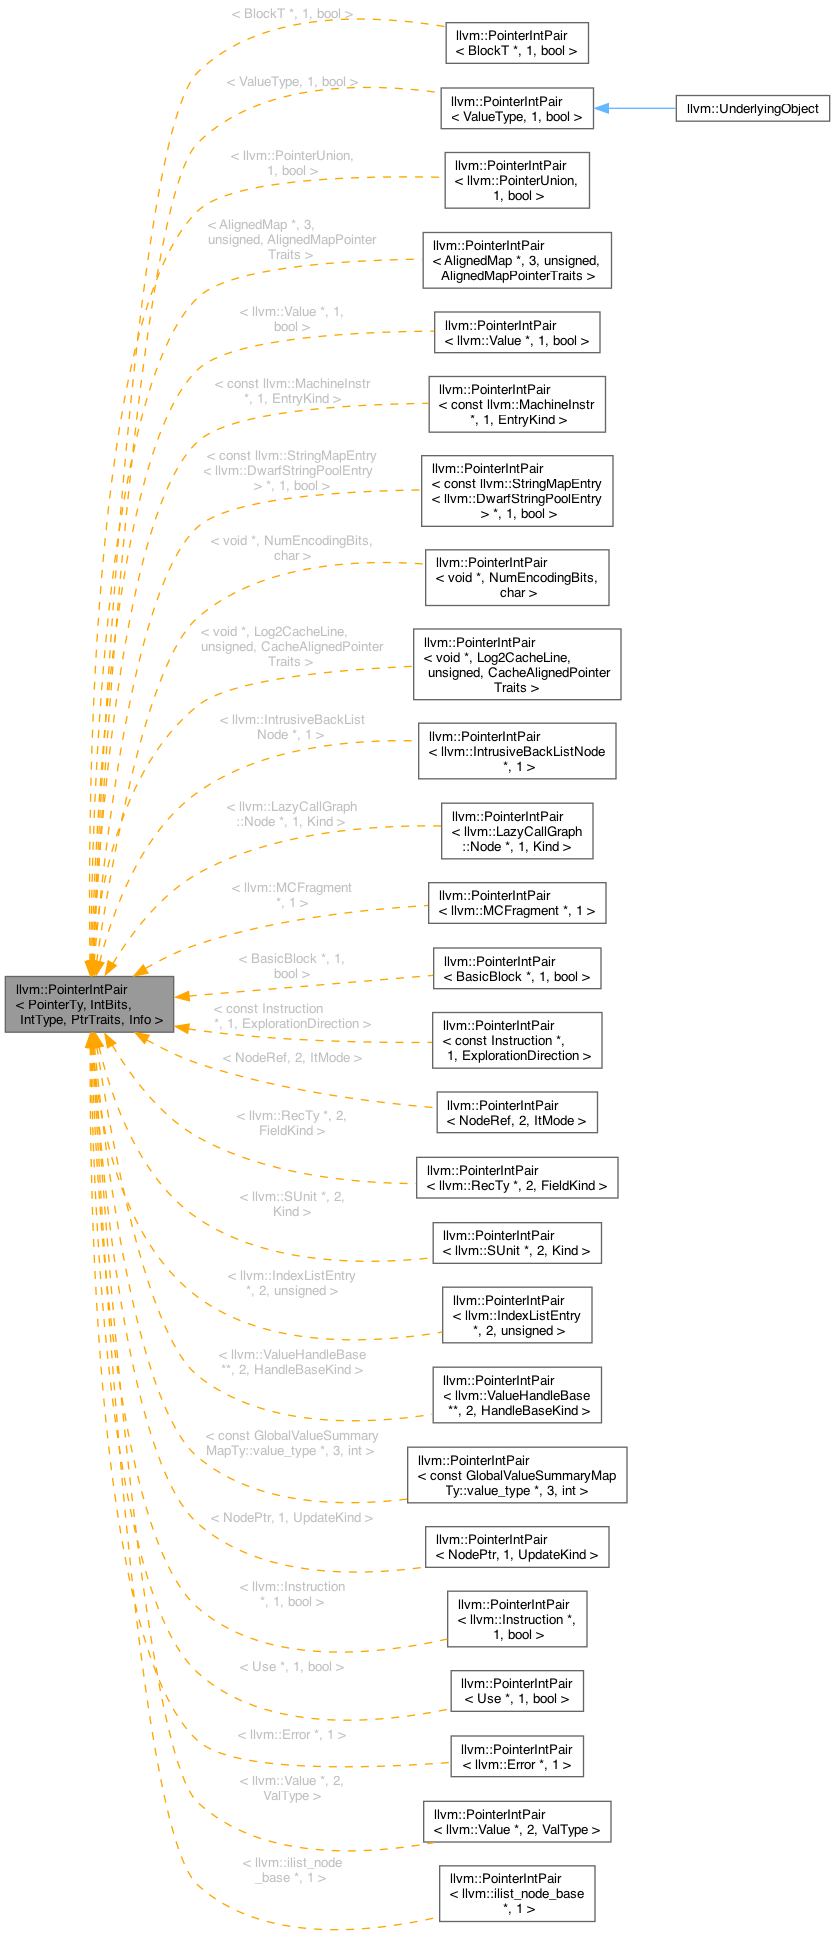 < BlockT *, 1, bool >
llvm::PointerIntPair
< BlockT *, 1, bool >
< ValueType, 1, bool >
llvm::PointerIntPair
< ValueType, 1, bool >
llvm::UnderlyingObject
< llvm::PointerUnion,
1, bool >
llvm::PointerIntPair
< llvm::PointerUnion,
1, bool >
< AlignedMap *, 3,
unsigned, AlignedMapPointer
Traits >
llvm::PointerIntPair
< AlignedMap *, 3, unsigned,
AlignedMapPointerTraits >
< llvm::Value *, 1,
bool >
llvm::PointerIntPair
< llvm::Value *, 1, bool >
< const llvm::MachineInstr
*, 1, EntryKind >
llvm::PointerIntPair
< const llvm::MachineInstr
*, 1, EntryKind >
< const llvm::StringMapEntry
< llvm::DwarfStringPoolEntry
> *, 1, bool >
llvm::PointerIntPair
< const llvm::StringMapEntry
< llvm::DwarfStringPoolEntry
> *, 1, bool >
< void *, NumEncodingBits,
char >
llvm::PointerIntPair
< void *, NumEncodingBits,
char >
< void *, Log2CacheLine,
unsigned, CacheAlignedPointer
Traits >
llvm::PointerIntPair
< void *, Log2CacheLine,
unsigned, CacheAlignedPointer
Traits >
< llvm::IntrusiveBackList
Node *, 1 >
llvm::PointerIntPair
< llvm::IntrusiveBackListNode
*, 1 >
< llvm::LazyCallGraph
::Node *, 1, Kind >
llvm::PointerIntPair
< llvm::LazyCallGraph
::Node *, 1, Kind >
< llvm::MCFragment
*, 1 >
llvm::PointerIntPair
< llvm::MCFragment *, 1 >
< BasicBlock *, 1,
bool >
llvm::PointerIntPair
< BasicBlock *, 1, bool >
llvm::PointerIntPair
< PointerTy, IntBits,
IntType, PtrTraits, Info >
< const Instruction
*, 1, ExplorationDirection >
llvm::PointerIntPair
< const Instruction *,
1, ExplorationDirection >
< NodeRef, 2, ItMode >
llvm::PointerIntPair
< NodeRef, 2, ItMode >
< llvm::RecTy *, 2,
FieldKind >
llvm::PointerIntPair
< llvm::RecTy *, 2, FieldKind >
< llvm::SUnit *, 2,
Kind >
llvm::PointerIntPair
< llvm::SUnit *, 2, Kind >
< llvm::IndexListEntry
*, 2, unsigned >
llvm::PointerIntPair
< llvm::IndexListEntry
*, 2, unsigned >
< llvm::ValueHandleBase
**, 2, HandleBaseKind >
llvm::PointerIntPair
< llvm::ValueHandleBase
**, 2, HandleBaseKind >
< const GlobalValueSummary
MapTy::value_type *, 3, int >
llvm::PointerIntPair
< const GlobalValueSummaryMap
Ty::value_type *, 3, int >
< NodePtr, 1, UpdateKind >
llvm::PointerIntPair
< NodePtr, 1, UpdateKind >
< llvm::Instruction
*, 1, bool >
llvm::PointerIntPair
< llvm::Instruction *,
1, bool >
< Use *, 1, bool >
llvm::PointerIntPair
< Use *, 1, bool >
< llvm::Error *, 1 >
llvm::PointerIntPair
< llvm::Error *, 1 >
< llvm::Value *, 2,
ValType >
llvm::PointerIntPair
< llvm::Value *, 2, ValType >
< llvm::ilist_node
_base *, 1 >
llvm::PointerIntPair
< llvm::ilist_node_base
*, 1 >